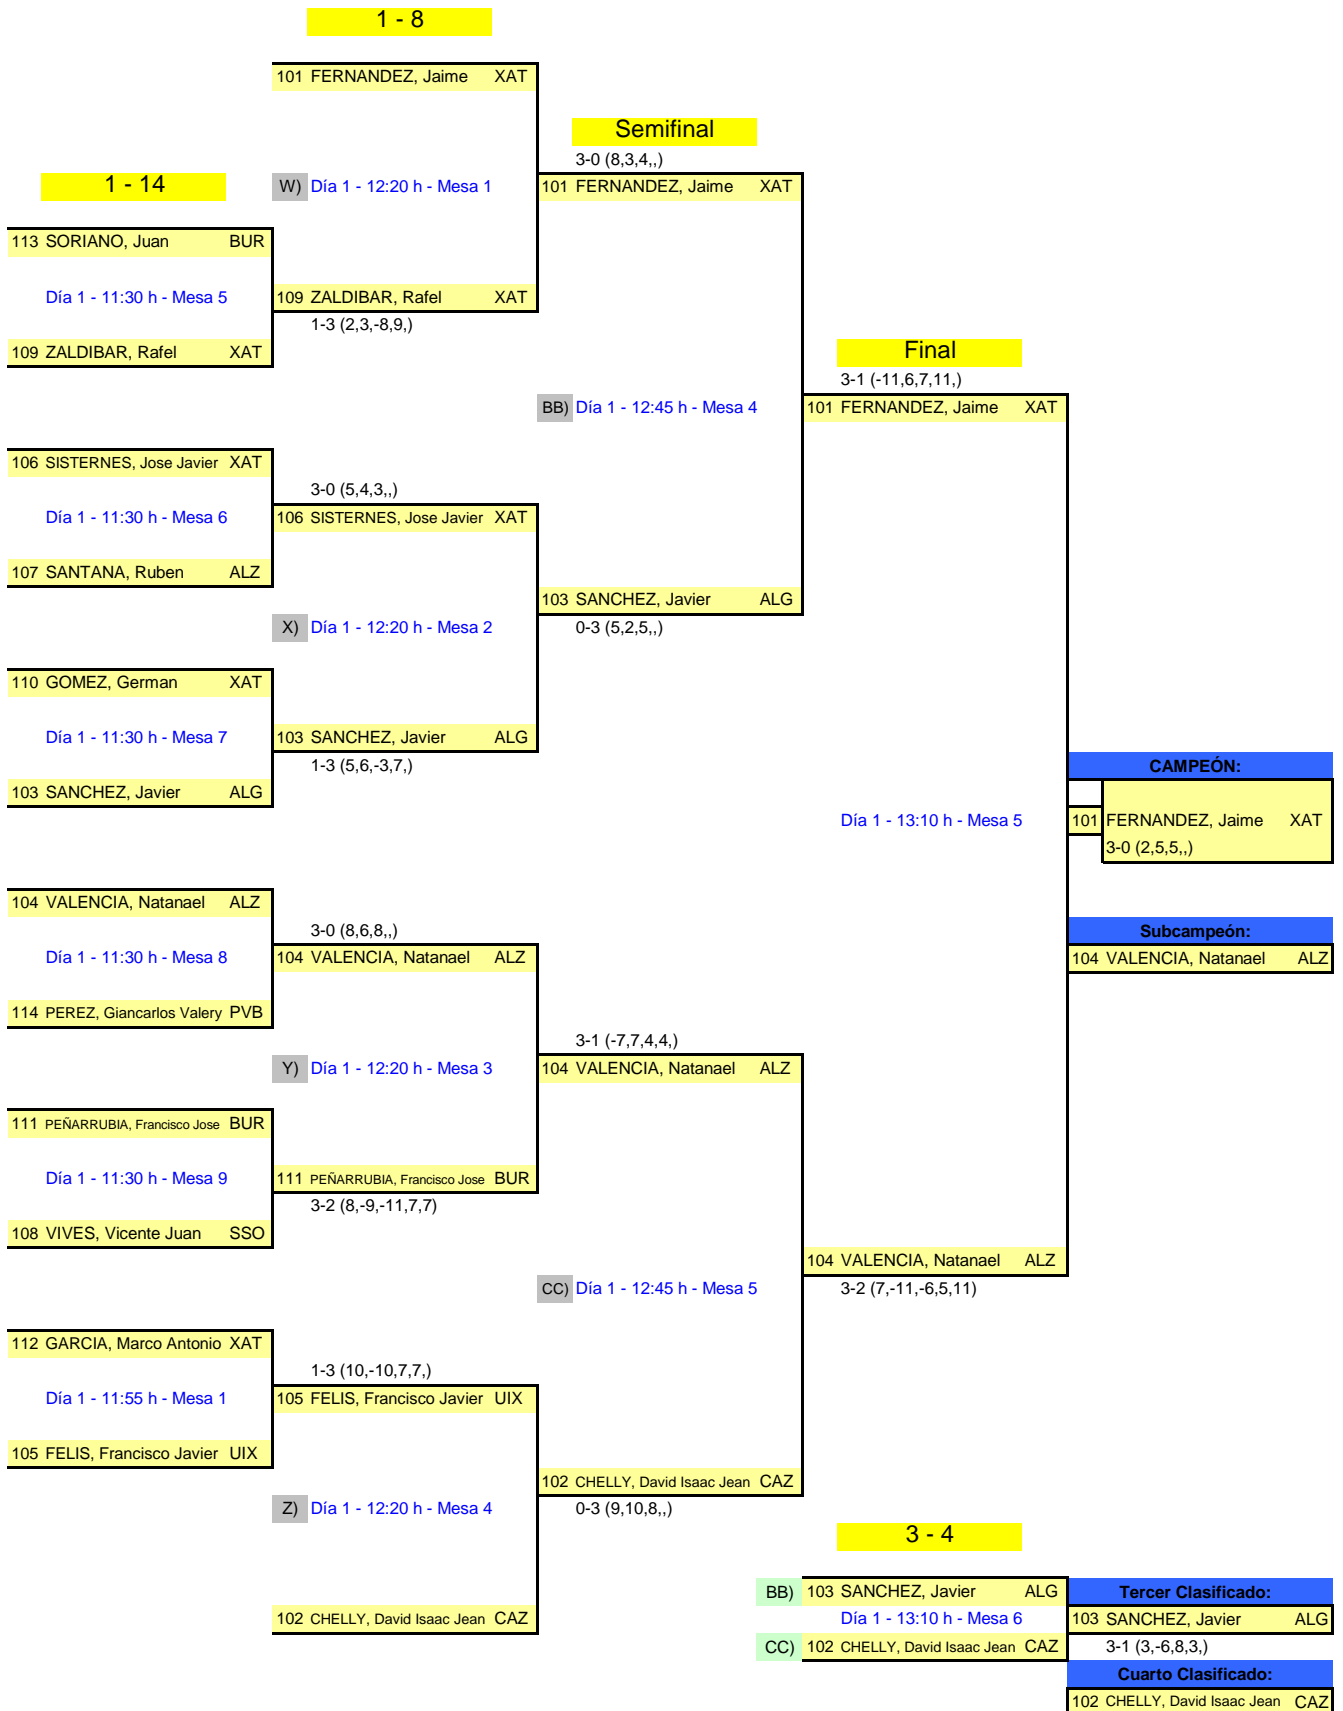 1 - 8
101 FERNANDEZ, Jaime XAT
Semifinal
3-0 (8,3,4,,)
1 - 14
W) Día 1 - 12:20 h - Mesa 1
101 FERNANDEZ, Jaime XAT
113 SORIANO, Juan BUR
Día 1 - 11:30 h - Mesa 5
109 ZALDIBAR, Rafel XAT
1-3 (2,3,-8,9,)
109 ZALDIBAR, Rafel XAT
Final
3-1 (-11,6,7,11,)
BB) Día 1 - 12:45 h - Mesa 4
101 FERNANDEZ, Jaime XAT
106 SISTERNES, Jose Javier XAT
3-0 (5,4,3,,)
Día 1 - 11:30 h - Mesa 6
106 SISTERNES, Jose Javier XAT
107 SANTANA, Ruben ALZ
103 SANCHEZ, Javier ALG
X) Día 1 - 12:20 h - Mesa 2
0-3 (5,2,5,,)
110 GOMEZ, German XAT
Día 1 - 11:30 h - Mesa 7
103 SANCHEZ, Javier ALG
1-3 (5,6,-3,7,)
CAMPEÓN:
103 SANCHEZ, Javier ALG
Día 1 - 13:10 h - Mesa 5
101 FERNANDEZ, Jaime XAT
3-0 (2,5,5,,)
104 VALENCIA, Natanael ALZ
3-0 (8,6,8,,)
Subcampeón:
Día 1 - 11:30 h - Mesa 8
104 VALENCIA, Natanael ALZ
104 VALENCIA, Natanael ALZ
114 PEREZ, Giancarlos Valery PVB
3-1 (-7,7,4,4,)
Y) Día 1 - 12:20 h - Mesa 3
104 VALENCIA, Natanael ALZ
111 PEÑARRUBIA, Francisco Jose BUR
Día 1 - 11:30 h - Mesa 9
111 PEÑARRUBIA, Francisco Jose BUR
3-2 (8,-9,-11,7,7)
108 VIVES, Vicente Juan SSO
104 VALENCIA, Natanael ALZ
CC) Día 1 - 12:45 h - Mesa 5
3-2 (7,-11,-6,5,11)
112 GARCIA, Marco Antonio XAT
1-3 (10,-10,7,7,)
Día 1 - 11:55 h - Mesa 1
105 FELIS, Francisco Javier UIX
105 FELIS, Francisco Javier UIX
102 CHELLY, David Isaac Jean CAZ
Z) Día 1 - 12:20 h - Mesa 4
0-3 (9,10,8,,)
3 - 4
BB) 103 SANCHEZ, Javier ALG
Tercer Clasificado:
102 CHELLY, David Isaac Jean CAZ
Día 1 - 13:10 h - Mesa 6
103 SANCHEZ, Javier ALG
CC) 102 CHELLY, David Isaac Jean CAZ
3-1 (3,-6,8,3,)
Cuarto Clasificado:
102 CHELLY, David Isaac Jean CAZ